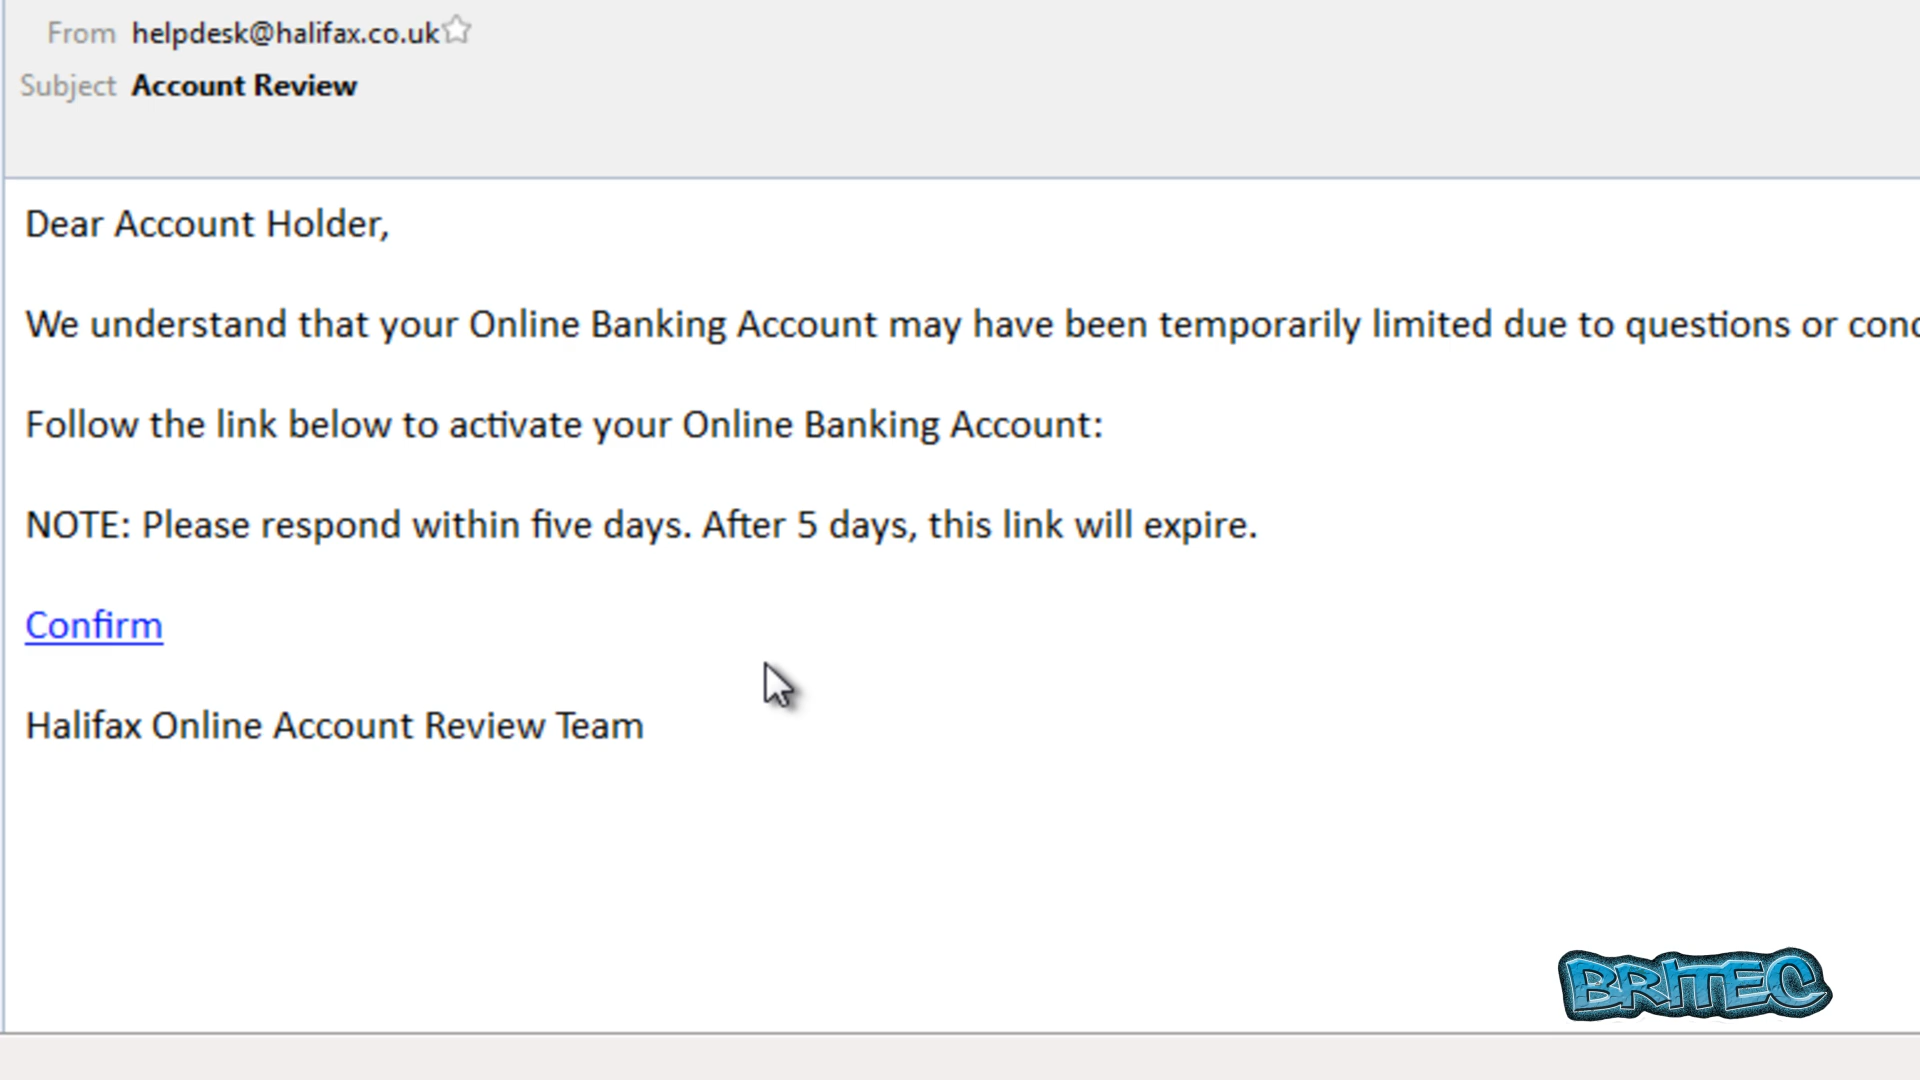 From helpdesk@halifax.co.uk
Subject Account Review
Dear Account Holder,
We understand that your Online Banking Account may have been temporarily limited due to questions or
Follow the link below to activate your Online Banking Account:
NOTE: Please respond within five days. After 5 days, this link will expire.
Confirm
Halifax Online Account Review Team
BRITEC